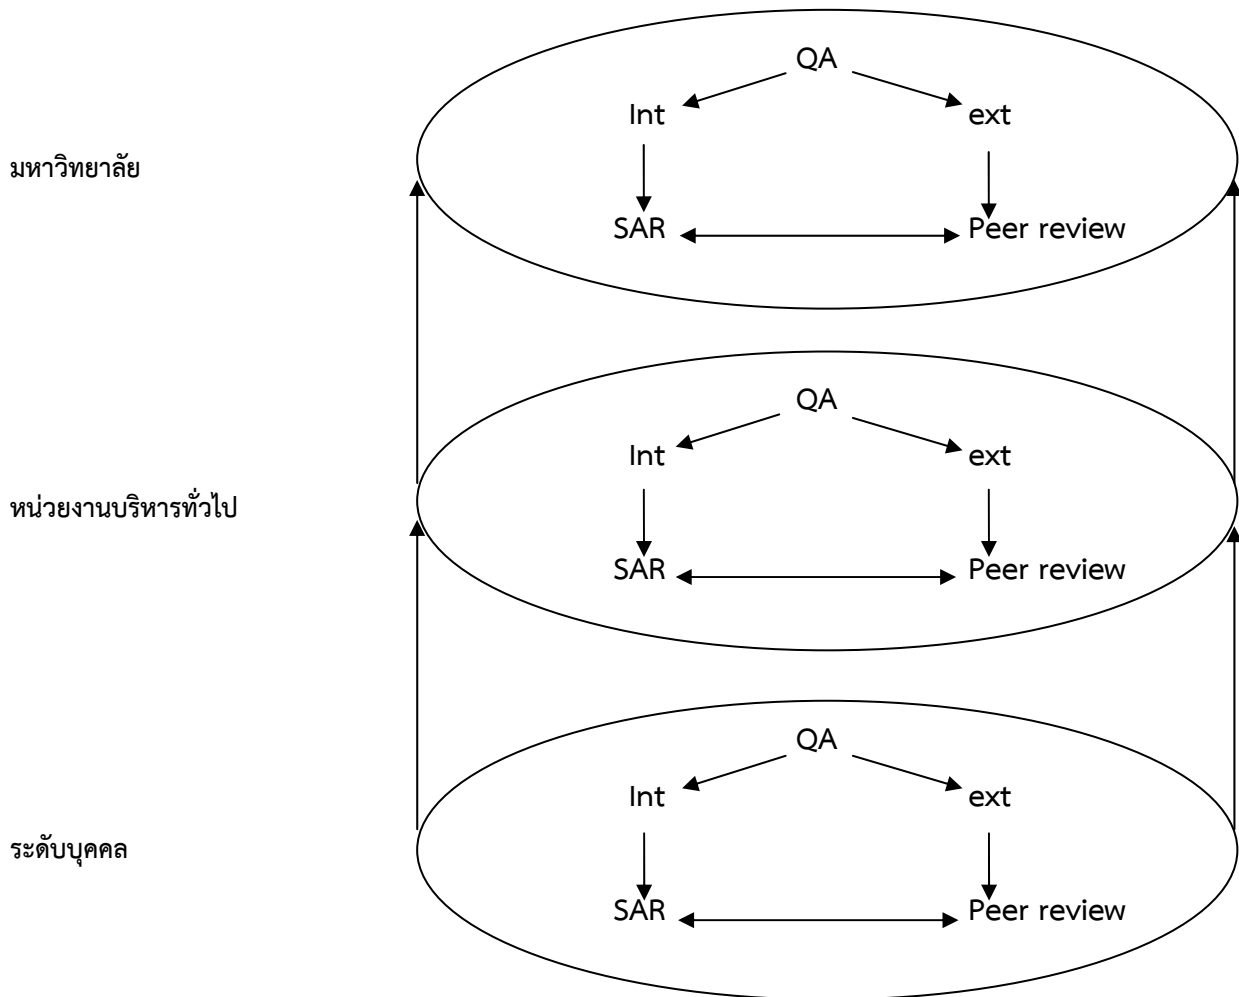 QA
Int ext
มหาวิทยาลัย
SAR Peer review
QA
Int ext
หน่วยงานบริหารทั่วไป
SAR Peer review
QA
Int ext
ระดับบุคคล
SAR Peer review